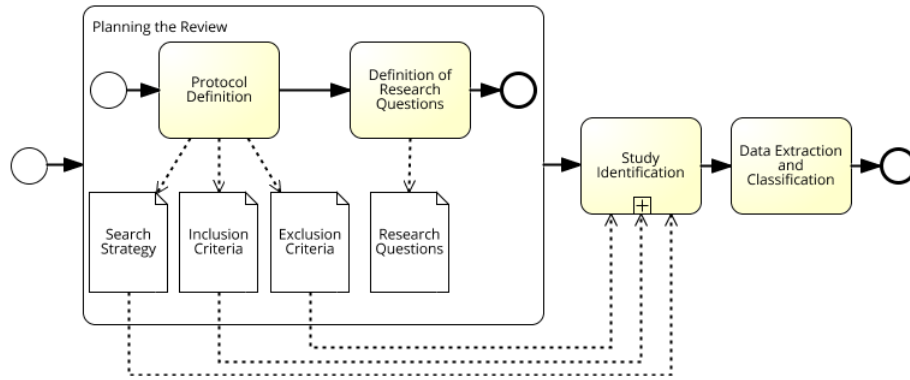 Planning the Review
Protocol
Definition
Definition of
Research
Questions
Study
Identification
Data Extraction
and
Classification
Search
Strategy
Inclusion
Criteria
Exclusion
Criteria
Research
Questions